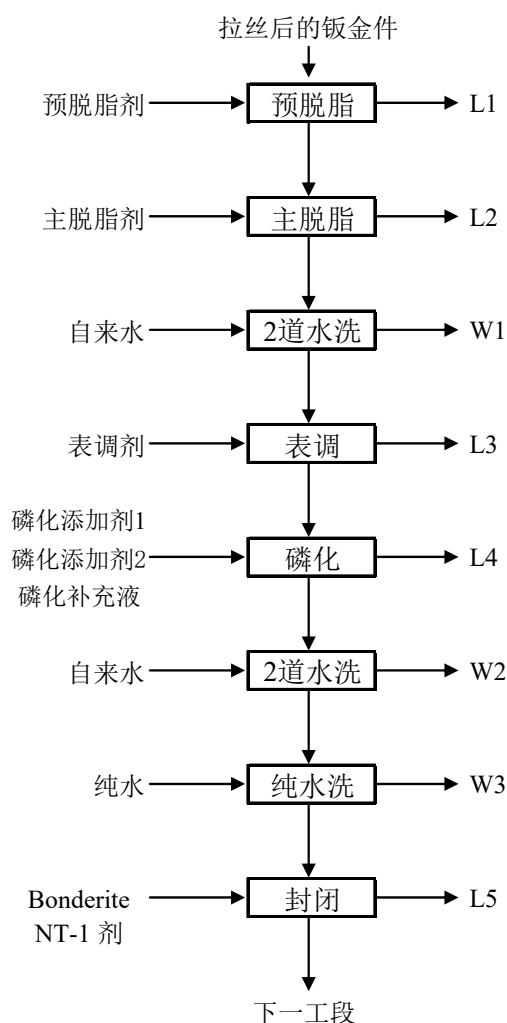 拉丝后的钣金件
预脱脂剂 预脱脂 L1
主脱脂剂 主脱脂 L2
自来水 2道水洗 W1
表调剂 表调 L3
磷化添加剂1
磷化添加剂2 磷化 L4
磷化补充液
自来水 2道水洗 W2
纯水 纯水洗 W3
Bonderite 封闭 L5
NT-1 剂
下一工段